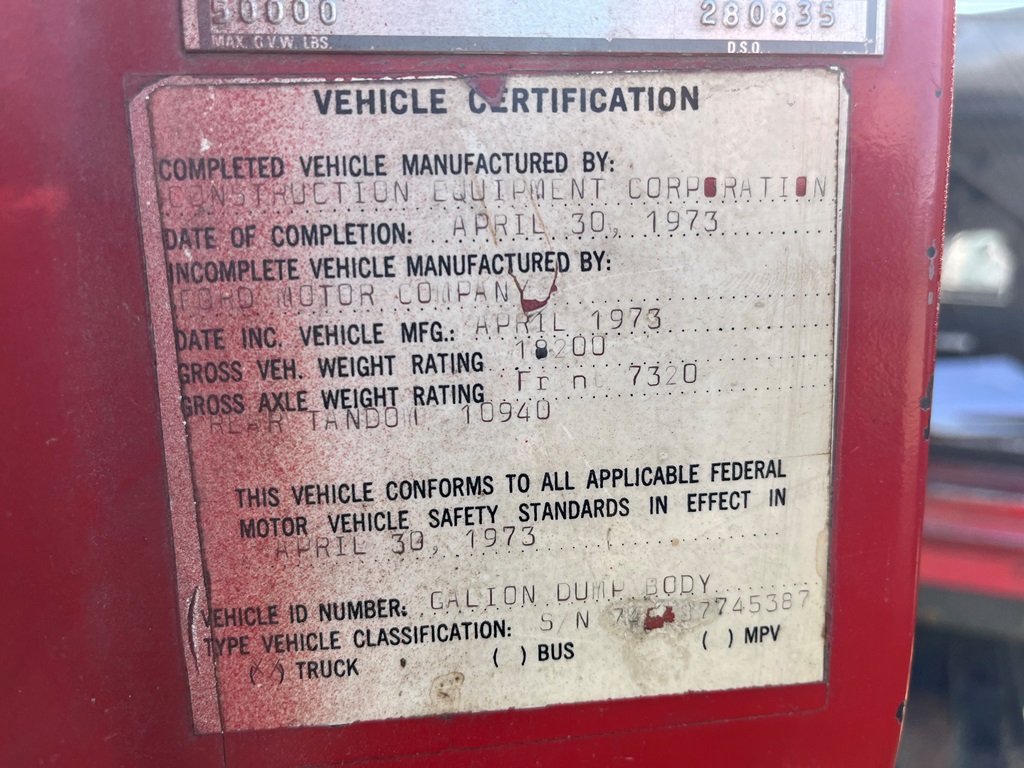 50000 280835
MAX. G.V.W. LBS. D.S.O.
VEHICLE CERTIFICATION
COMPLETED VEHICLE MANUFACTURED BY:
CONSTRUCTION EQUIPMENT CORPORATION
DATE OF COMPLETION: APRIL 30, 1973
INCOMPLETE VEHICLE MANUFACTURED BY:
FORD MOTOR COMPANY
DATE INC. VEHICLE MFG.: APRIL 1973
GROSS VEH. WEIGHT RATING
GROSS AXLE WEIGHT RATING 7320
REAR TANDOM 10940
THIS VEHICLE CONFORMS TO ALL APPLICABLE FEDERAL
MOTOR VEHICLE SAFETY STANDARDS IN EFFECT IN
APRIL 30, 1973
VEHICLE ID NUMBER: GALION DUMP BODY
TYPE VEHICLE CLASSIFICATION: S/N
( ) TRUCK ( ) BUS ( ) MPV